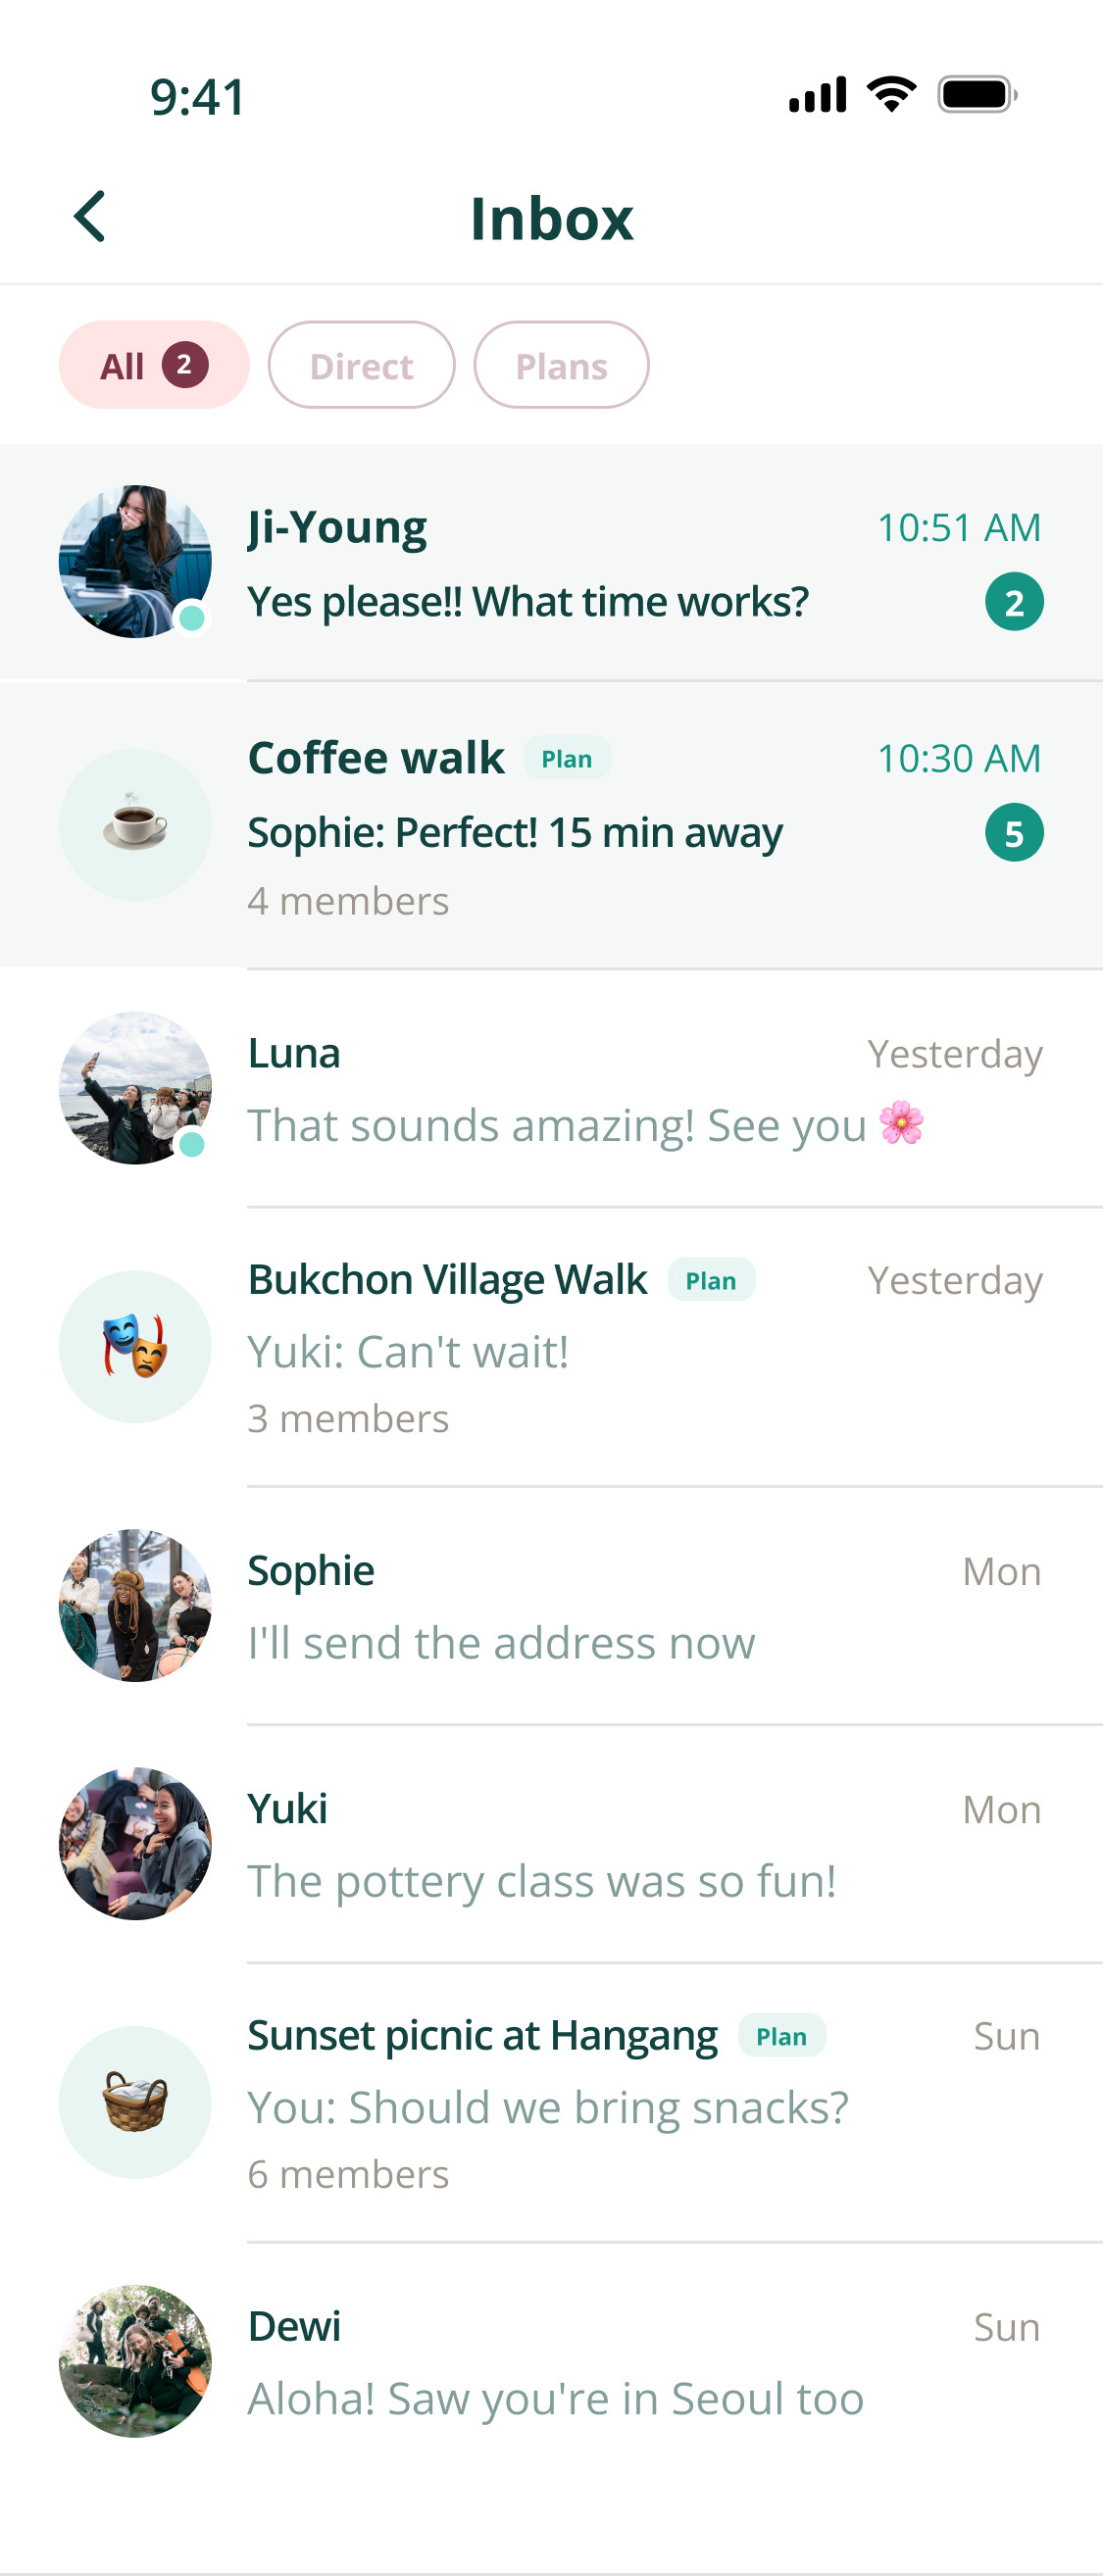 9:41
Inbox
All 2
Direct
Plans
Ji-Young
10:51 AM
Yes please!! What time works?
2
Coffee walk
Plan
10:30 AM
Sophie: Perfect! 15 min away
5
4 members
Luna
Yesterday
That sounds amazing! See you 🌸
Bukchon Village Walk
Plan
Yesterday
Yuki: Can't wait!
3 members
Sophie
Mon
I'll send the address now
Yuki
Mon
The pottery class was so fun!
Sunset picnic at Hangang
Plan
Sun
You: Should we bring snacks?
6 members
Dewi
Sun
Aloha! Saw you're in Seoul too